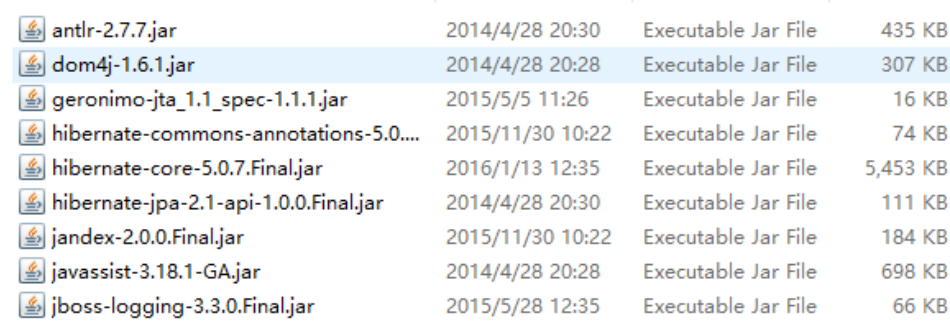 antlr-2.7.7.jar 2014/4/28 20:30 Executable Jar File 435 KB
dom4j-1.6.1.jar 2014/4/28 20:28 Executable Jar File 307 KB
geronimo-jta_1.1_spec-1.1.1.jar 2015/5/5 11:26 Executable Jar File 16 KB
hibernate-commons-annotations-5.0.... 2015/11/30 10:22 Executable Jar File 74 KB
hibernate-core-5.0.7.Final.jar 2016/1/13 12:35 Executable Jar File 5,453 KB
hibernate-jpa-2.1-api-1.0.0.Final.jar 2014/4/28 20:30 Executable Jar File 111 KB
jandex-2.0.0.Final.jar 2015/11/30 10:22 Executable Jar File 184 KB
javassist-3.18.1-GA.jar 2014/4/28 20:28 Executable Jar File 698 KB
jboss-logging-3.3.0.Final.jar 2015/5/28 12:35 Executable Jar File 66 KB